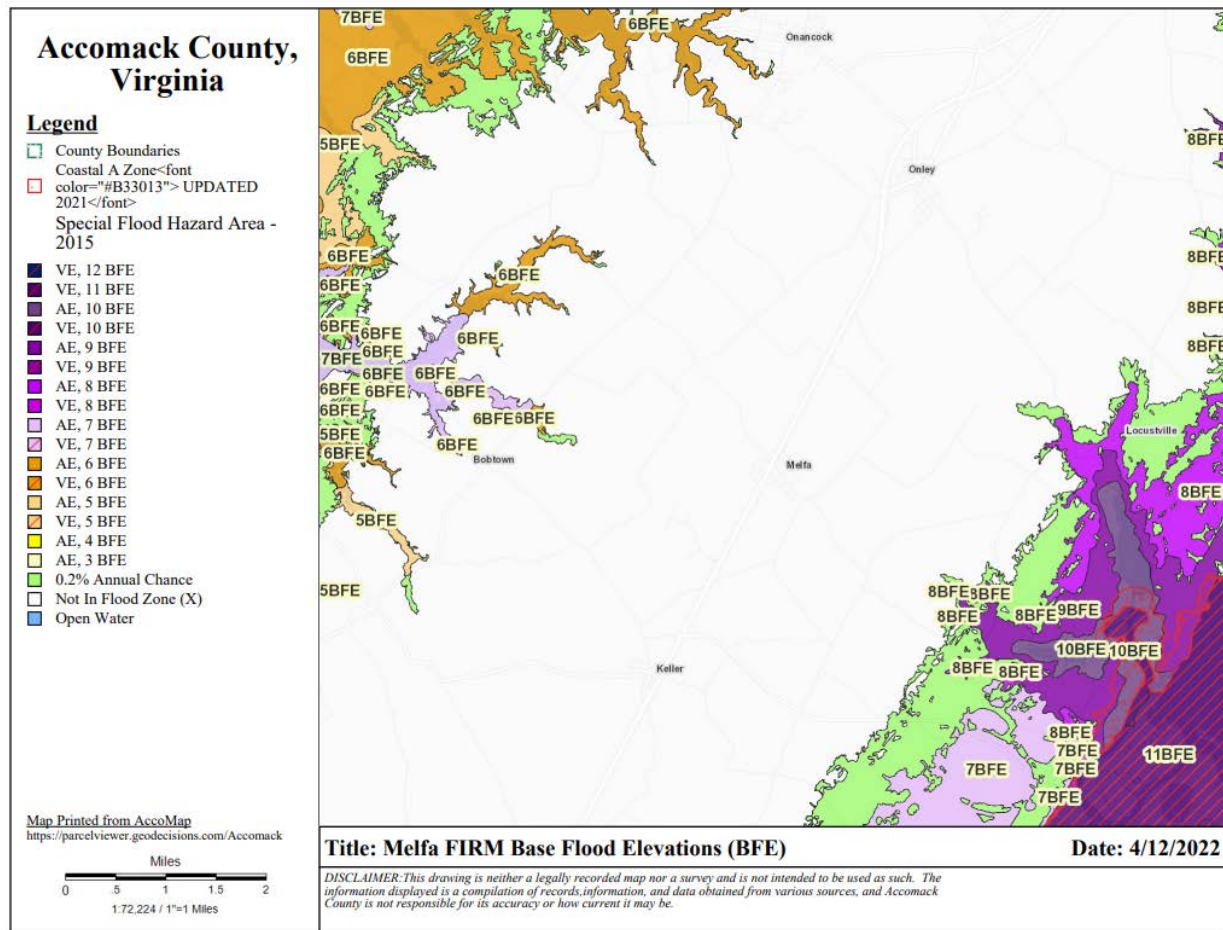 Accomack County,
Virginia
Legend
County Boundaries
Coastal A Zone<font
color="#B33013"> UPDATED
2021</font>
Special Flood Hazard Area -
2015
VE, 12 BFE
VE, 11 BFE
AE, 10 BFE
VE, 10 BFE
AE, 9 BFE
VE, 9 BFE
AE, 8 BFE
VE, 8 BFE
AE, 7 BFE
VE, 7 BFE
AE, 6 BFE
VE, 6 BFE
AE, 5 BFE
VE, 5 BFE
AE, 4 BFE
AE, 3 BFE
0.2% Annual Chance
Not In Flood Zone (X)
Open Water
Map Printed from AccoMap
https://parcelviewer.geodecisions.com/Accomack
Miles
0 .5 1 1.5 2
1:72,224 / 1"=1 Miles
7BFE
6BFE
Onancock
6BFE
8BFE
5BFE
Onley
6BFE
8BFE
6BFE
6BFE
8BFE
6BFE
6BFE
6BFE
8BFE
7BFE
6BFE
6BFE
6BFE
6BFE
6BFE
6BFE
6BFE
6BFE
6BFE
Locustville
5BFE
6BFE
6BFE
Bobtown
Melfa
8BFE
5BFE
5BFE
8BFE
8BFE
8BFE
8BFE
9BFE
10BFE
10BFE
Keller
8BFE
8BFE
8BFE
7BFE
11BFE
7BFE
7BFE
7BFE
Title: Melfa FIRM Base Flood Elevations (BFE)
Date: 4/12/2022
DISCLAIMER:This drawing is neither a legally recorded map nor a survey and is not intended to be used as such. The
information displayed is a compilation of records,information, and data obtained from various sources, and Accomack
County is not responsible for its accuracy or how current it may be.